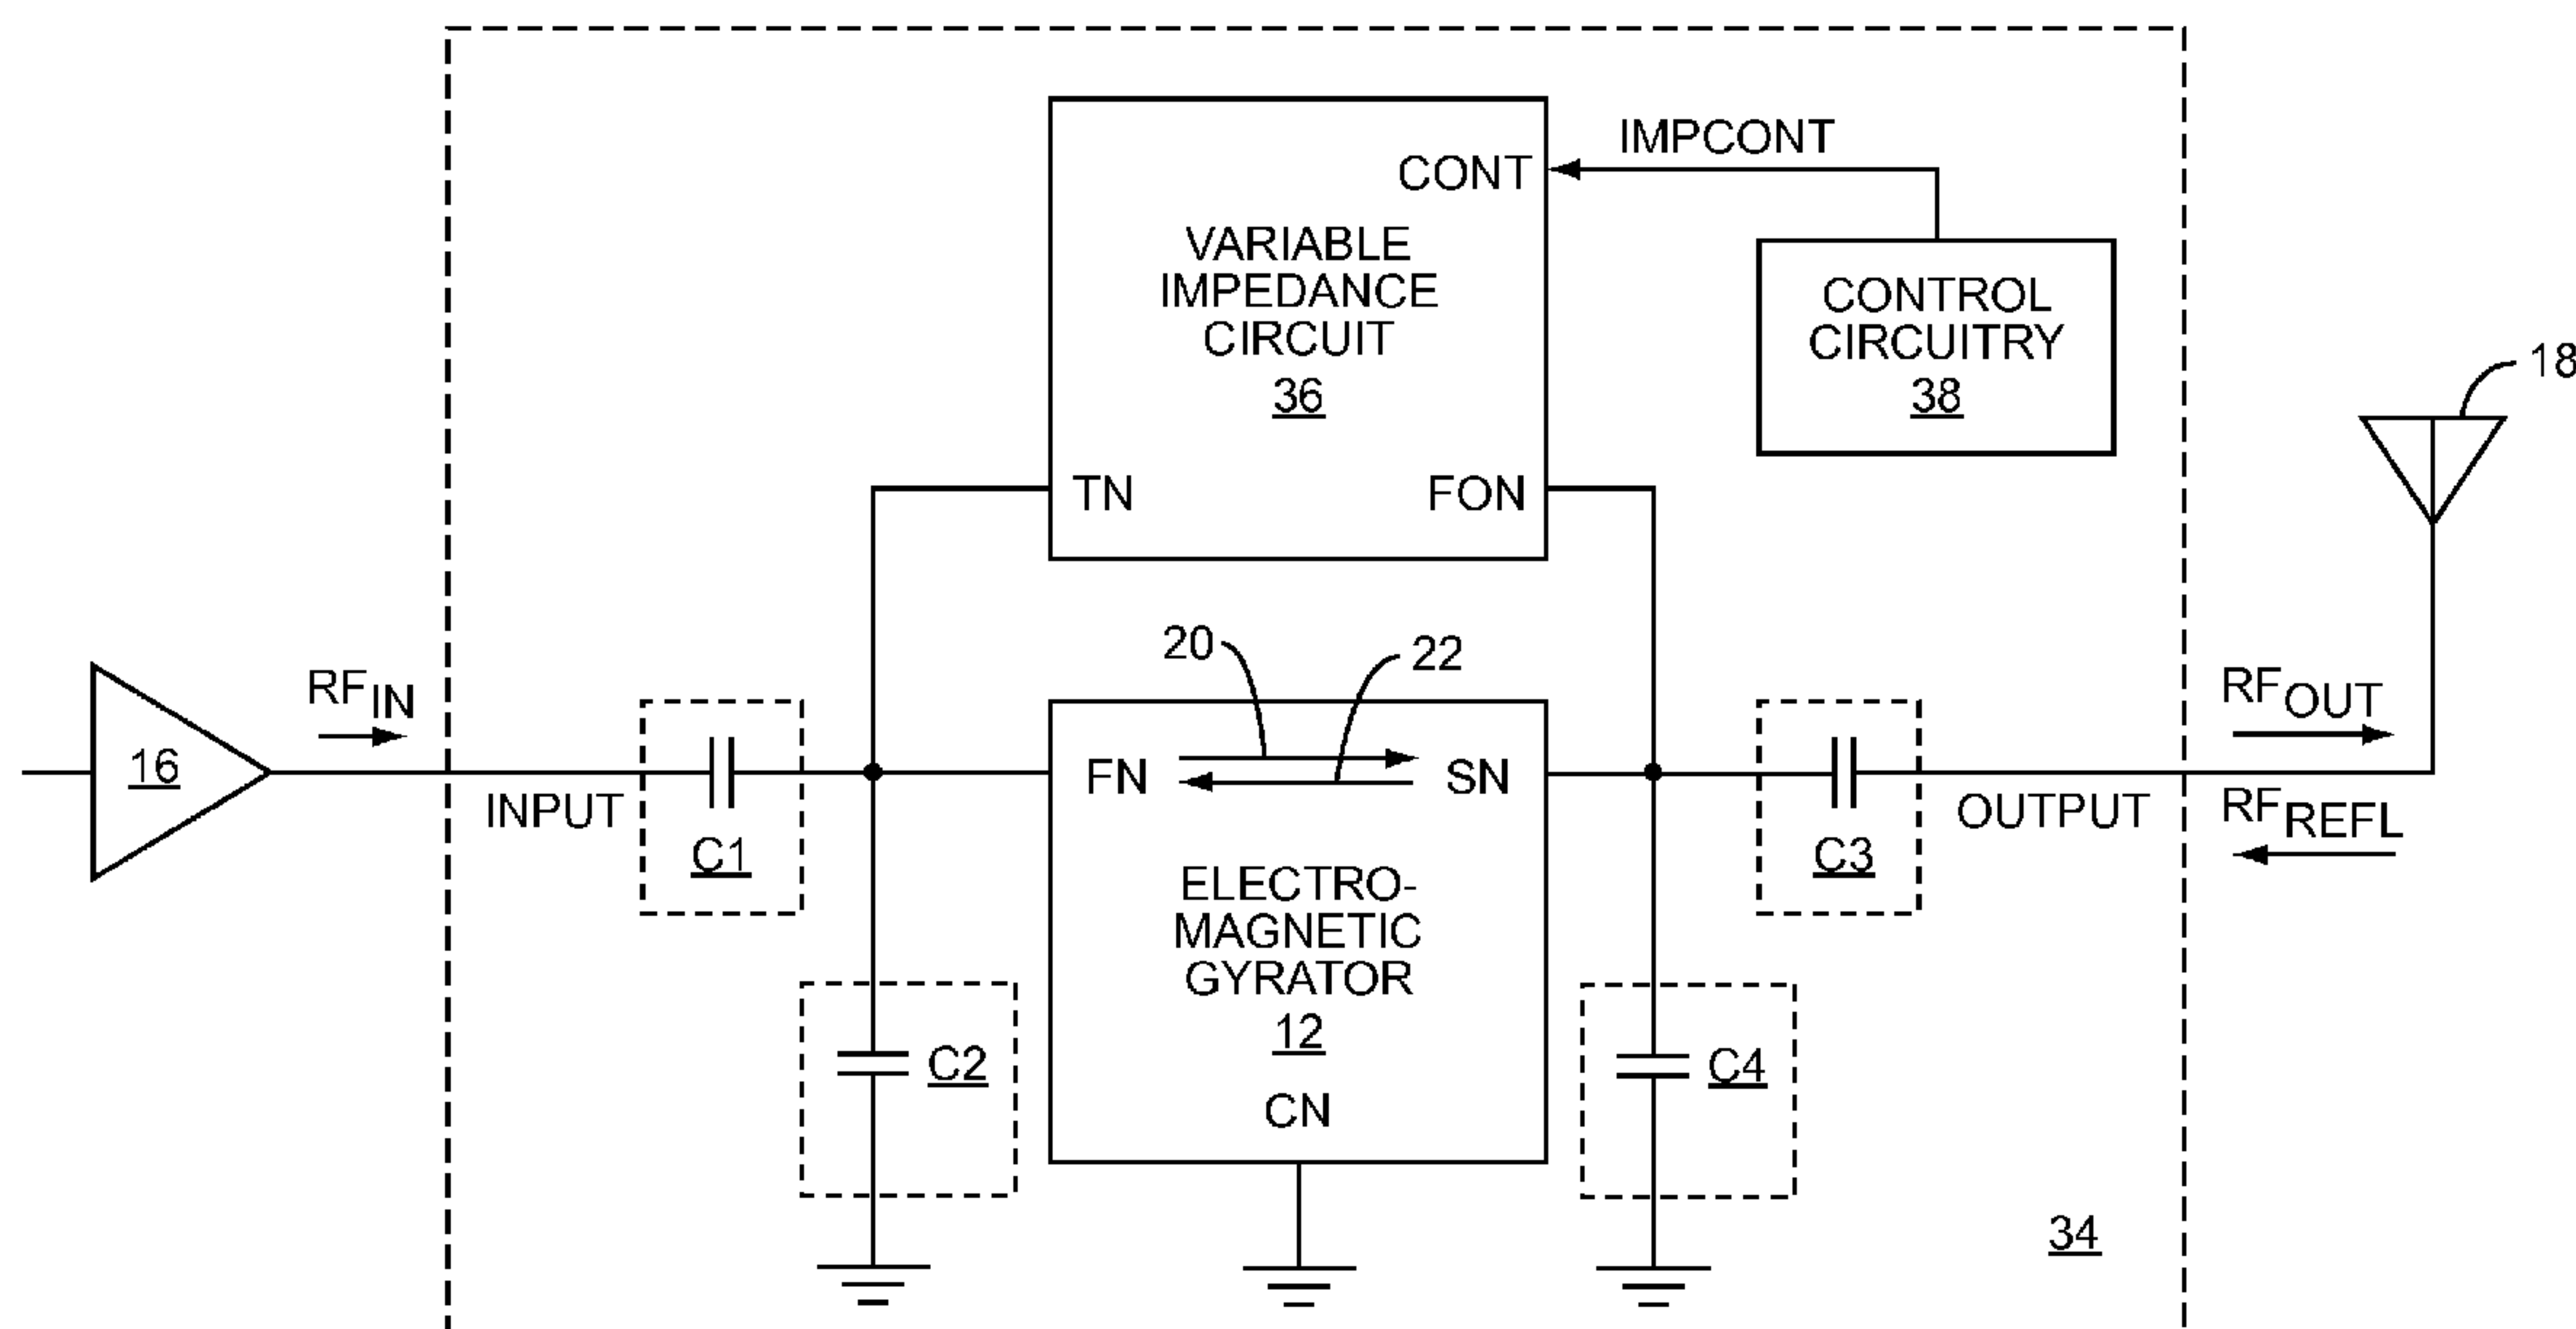 IMPCONT
CONT
VARIABLE
IMPEDANCE
CIRCUIT
36
CONTROL
CIRCUITRY
38
18
TN
FON
20
22
RFIN
16
INPUT
C1
FN
SN
C3
OUTPUT
RFOUT
RFREFL
ELECTRO-
MAGNETIC
GYRATOR
12
CN
C2
C4
34